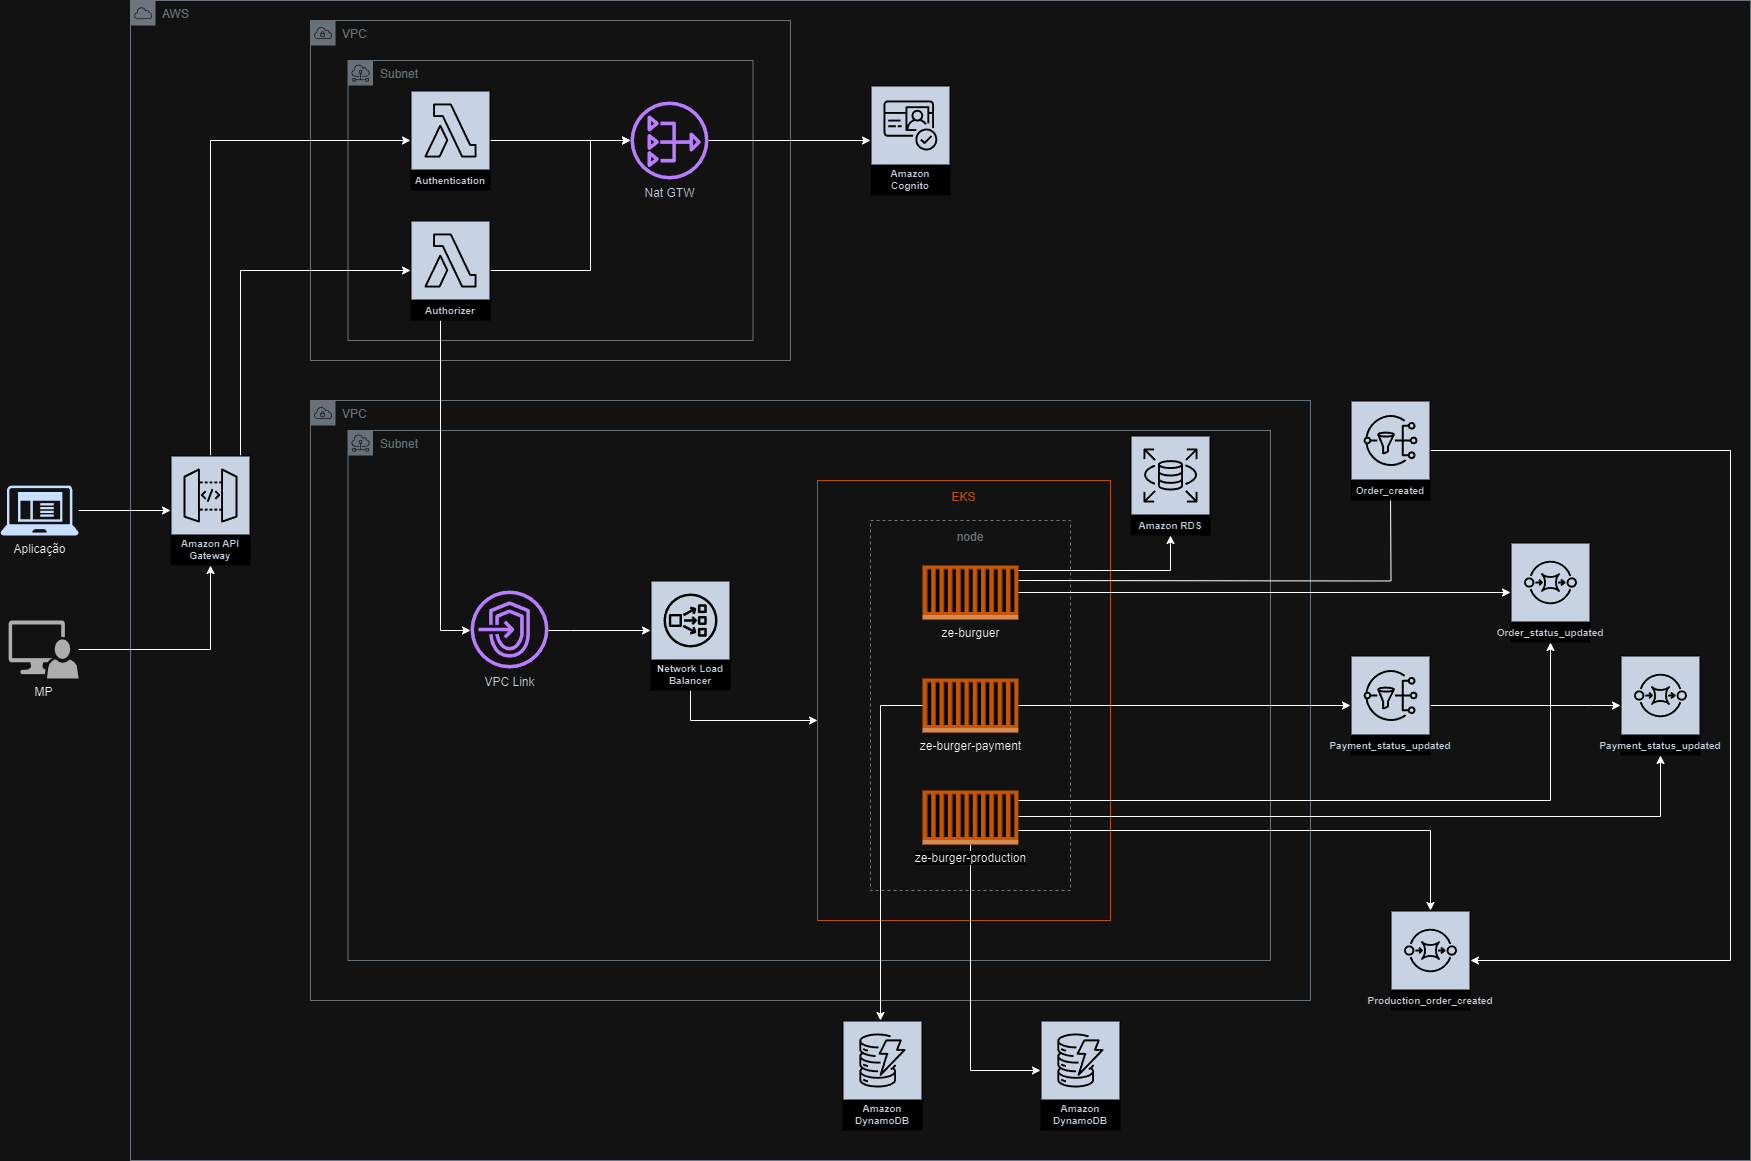 AWS
VPC
Subnet
Authentication
Nat GTW
Amazon
Cognito
Authorizer
VPC
Subnet
EKS
Order_created
Amazon RDS
node
Amazon API
Gateway
Aplicação
ze-burguer
Order_status_updated
Network Load
Balancer
VPC Link
MP
ze-burger-payment
Payment_status_updated
Payment_status_updated
ze-burger-production
Production_order_created
Amazon
DynamoDB
Amazon
DynamoDB